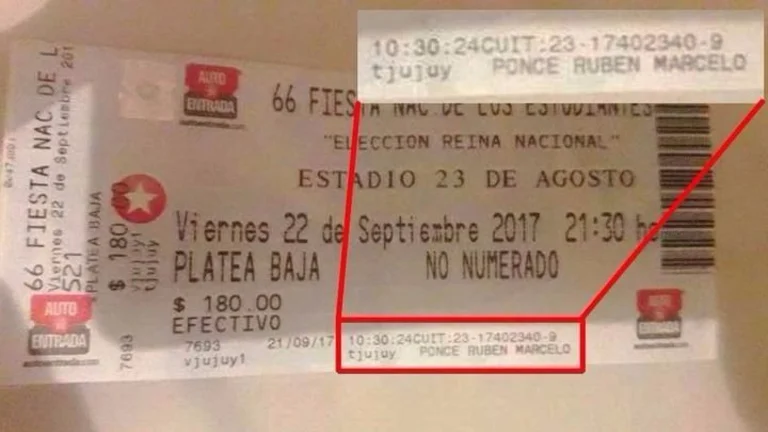 10:30:24CUIT:23-17402340-9
tjujuy PONCE RUBEN MARCELO
AUTO
ENTRADA
66 FIESTA NAC DE LOS ESTUDIANTES
"ELECCION REINA NACIONAL"
ESTADIO 23 DE AGOSTO
Viernes 22 de Septiembre 2017 21:30
PLATEA BAJA NO NUMERADO
$ 180.00
EFECTIVO
7693 21/09/17 10:30:24CUIT:23-17402340-9
vjujuy1 tjujuy PONCE RUBEN MARCELO
66 FIESTA NAC DE L
Viernes 22 de Septiembre 201
521
PLATEA BAJA
$ 180.00
vjujuy1
tjujuy
7693
AUTO
ENTRADA
autoentrada.com
AUTO
ENTRADA